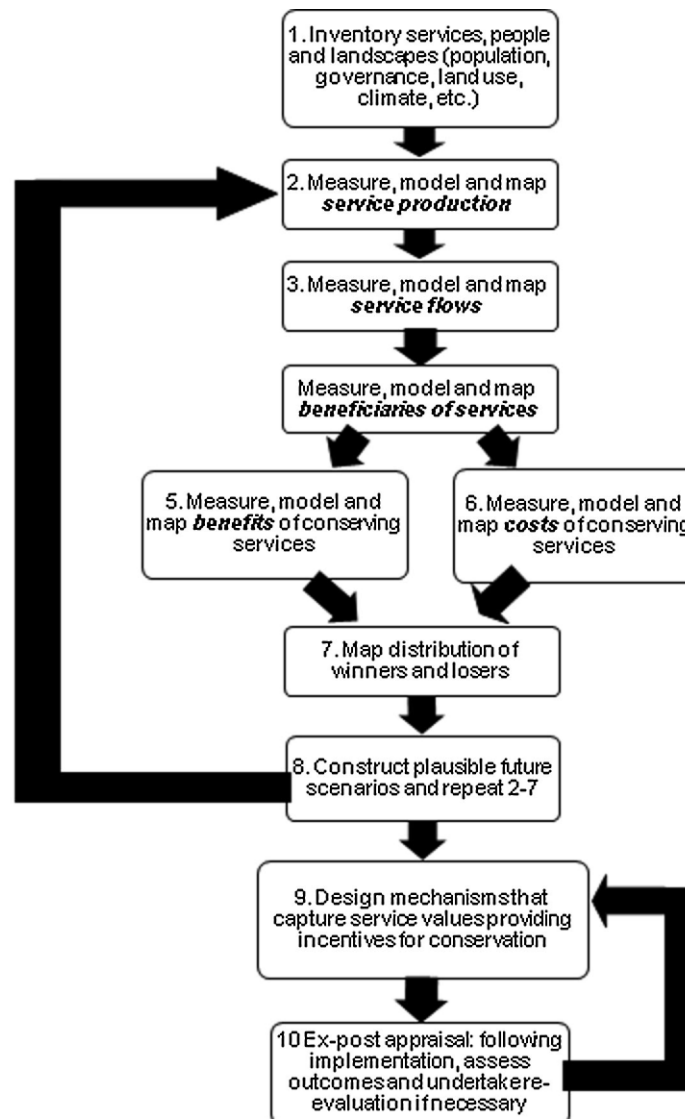 1. Inventory services, people
and landscapes (population,
governance, land use,
climate, etc.)
2. Measure, model and map
service production
3. Measure, model and map
service flows
Measure, model and map
beneficiaries of services
5. Measure, model and
map benefits of conserving
services
6. Measure, model and
map costs of conserving
services
7. Map distribution of
winners and losers
8. Construct plausible future
scenarios and repeat 2-7
9. Design mechanisms that
capture service values providing
incentives for conservation
10 Ex-post appraisal: following
implementation, assess
outcomes and undertake re-
evaluation if necessary